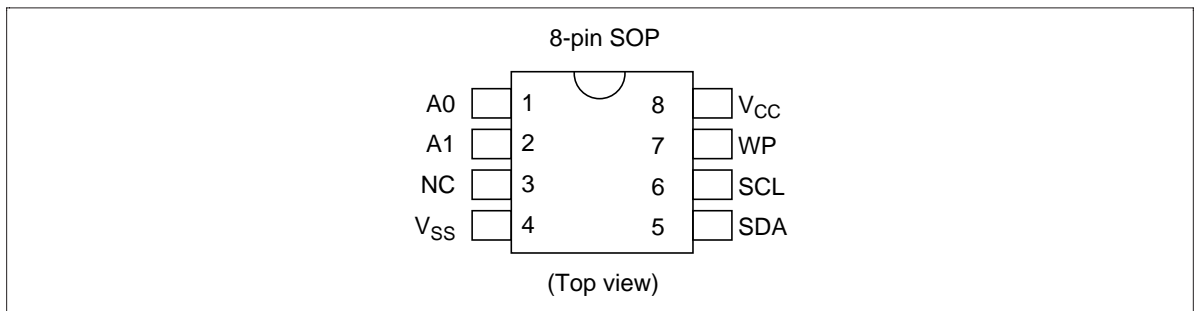 8-pin SOP
A0 1 8 VCC
A1 2 7 WP
NC 3 6 SCL
VSS 4 5 SDA
(Top view)